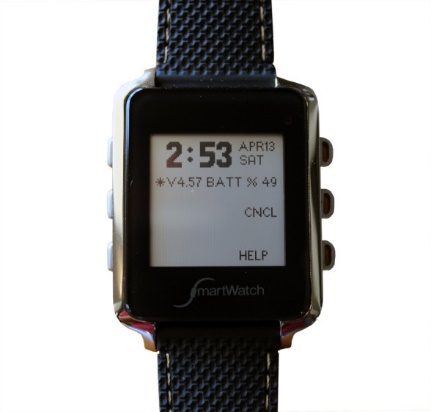 2:53 APR13
SAT
*V4.57 BATT % 49
CNCL
HELP
SmartWatch